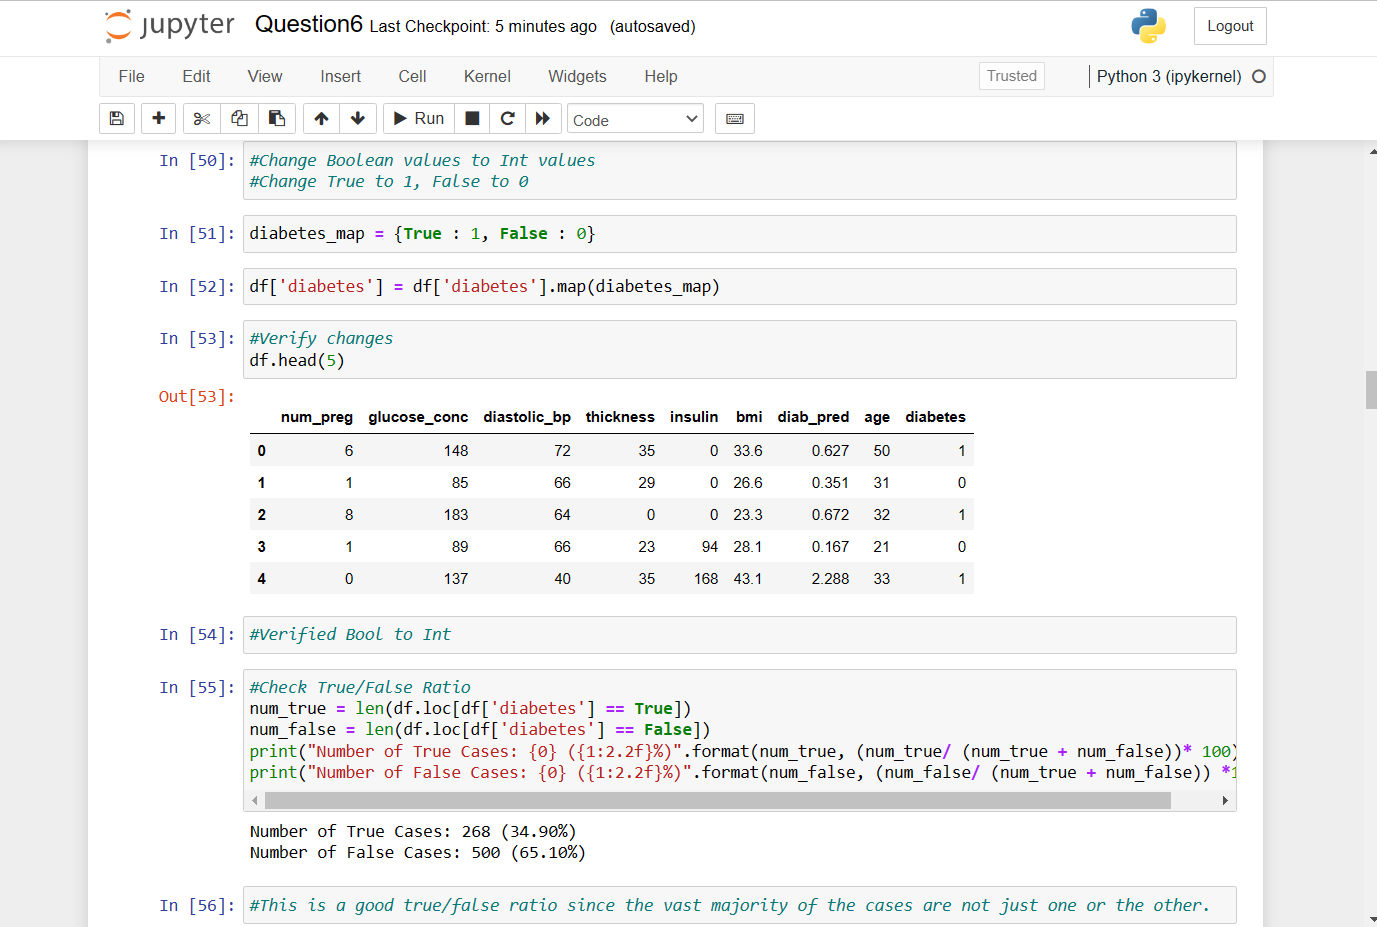 jupyter Question6 Last Checkpoint: 5 minutes ago (autosaved) Logout
File Edit View Insert Cell Kernel Widgets Help Trusted Python 3 (ipykernel)
Run Code
In [50]: #Change Boolean values to Int values
#Change True to 1, False to 0
In [51]: diabetes_map = {True : 1, False : 0}
In [52]: df['diabetes'] = df['diabetes'].map(diabetes_map)
In [53]: #Verify changes
df.head(5)
Out[53]:
num_preg glucose_conc diastolic_bp thickness insulin bmi diab_pred age diabetes
0 6 148 72 35 0 33.6 0.627 50 1
1 1 85 66 29 0 26.6 0.351 31 0
2 8 183 64 0 0 23.3 0.672 32 1
3 1 89 66 23 94 28.1 0.167 21 0
4 0 137 40 35 168 43.1 2.288 33 1
In [54]: #Verified Bool to Int
In [55]: #Check True/False Ratio
num_true = len(df.loc[df['diabetes'] == True])
num_false = len(df.loc[df['diabetes'] == False])
print("Number of True Cases: {0} ({1:2.2f}%)".format(num_true, (num_true/ (num_true + num_false))* 100)
print("Number of False Cases: {0} ({1:2.2f}%)".format(num_false, (num_false/ (num_true + num_false)) *1
Number of True Cases: 268 (34.90%)
Number of False Cases: 500 (65.10%)
In [56]: #This is a good true/false ratio since the vast majority of the cases are not just one or the other.